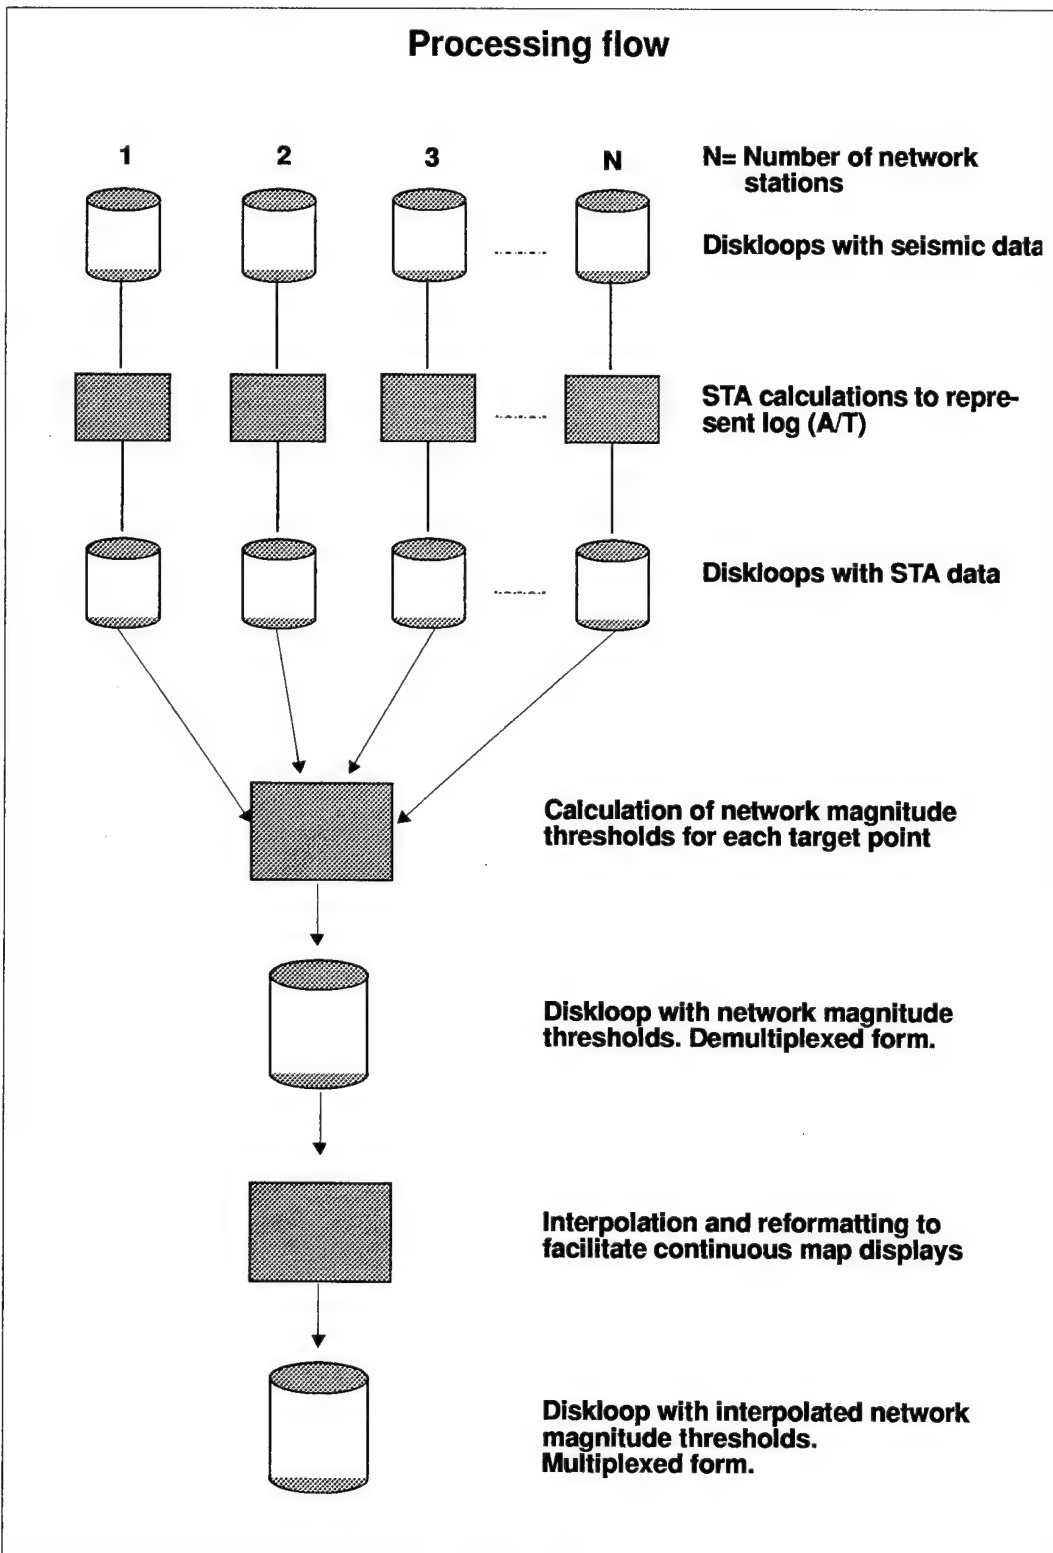 Processing flow
1 2 3 N
N= Number of network
stations
Diskloops with seismic data
STA calculations to repre-
sent log (A/T)
Diskloops with STA data
Calculation of network magnitude
thresholds for each target point
Diskloop with network magnitude
thresholds. Demultiplexed form.
Interpolation and reformatting to
facilitate continuous map displays
Diskloop with interpolated network
magnitude thresholds.
Multiplexed form.